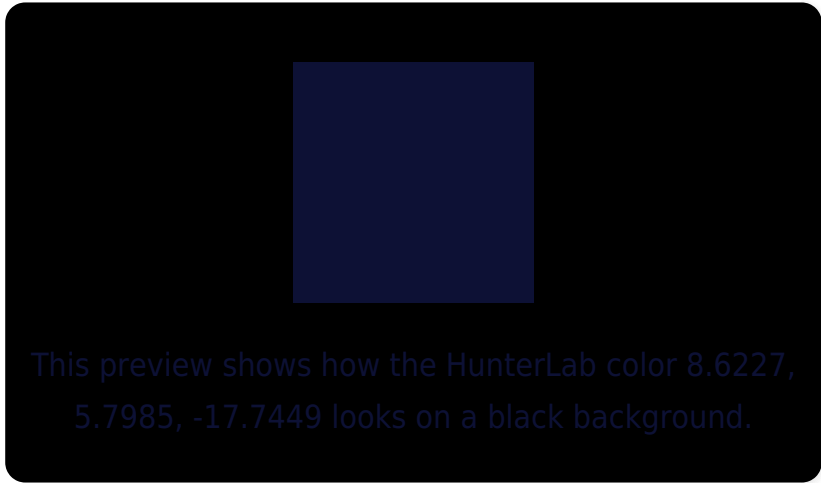 This preview shows how the HunterLab color 8.6227,
5.7985, -17.7449 looks on a black background.